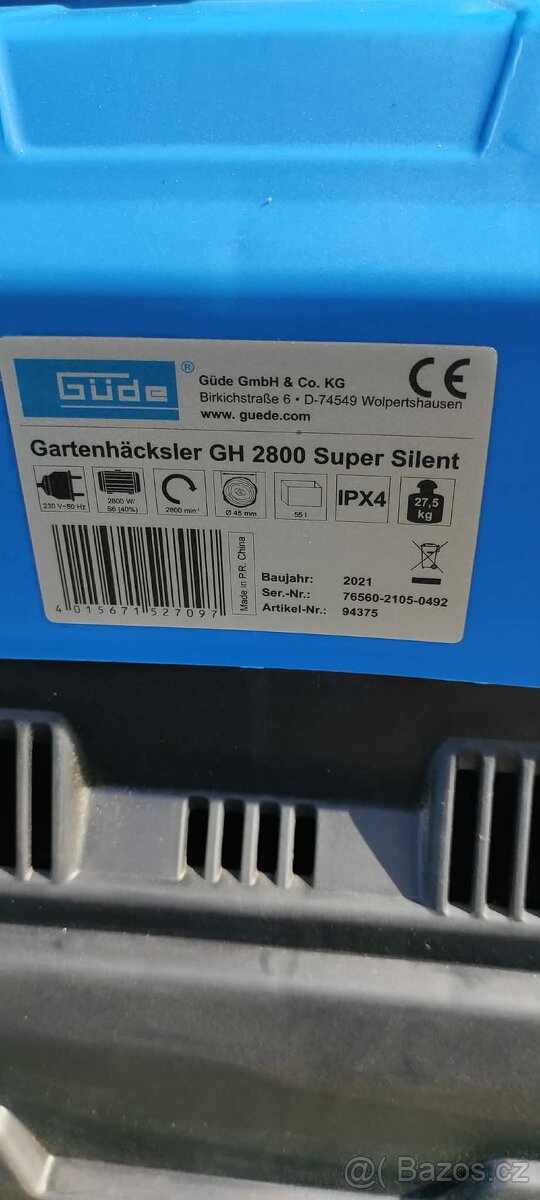 Güde ®
Güde GmbH & Co. KG
Birkichstraße 6 • D-74549 Wolpertshausen
www. guede.com
CE
Gartenhäcksler GH 2800 Super Silent
230 V~50 Hz
2800 W/
S6 (40%)
2800 min⁻¹
Ø 45 mm
55 l
IPX4
27,5
kg
4 015671 527097
Made in P.R. China
Baujahr: 2021
Ser.-Nr.: 76560-2105-0492
Artikel-Nr.: 94375
@ Bazoš.cz